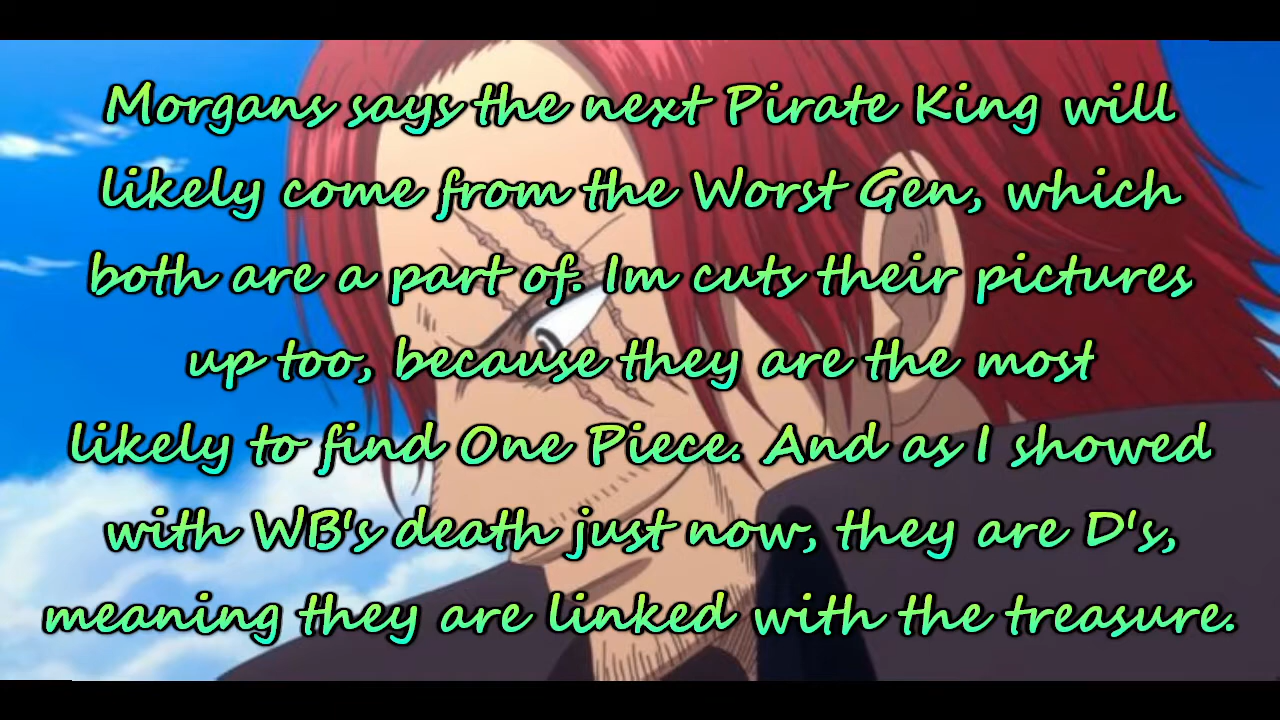 Morgans says the next Pirate King will
likely come from the Worst Gen, which
both are a part of. Im cuts their pictures
up too, because they are the most
likely to find One Piece. And as I showed
with WB's death just now, they are D's,
meaning they are linked with the treasure.